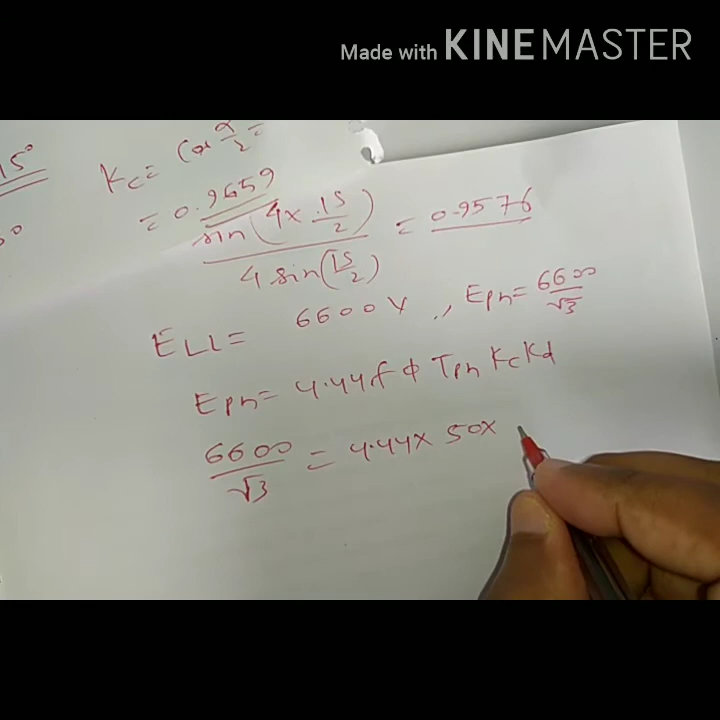 Made with KINEMASTER
15°
Kc = Cos α/2 =
= 0.9659
sin(4 × 15/2) / 4 sin(15/2) = 0.9576
ELL = 6600 V , Eph = 6600/√3
Eph = 4.44 f ϕ Tph Kc Kd
6600/√3 = 4.44 × 50 ×